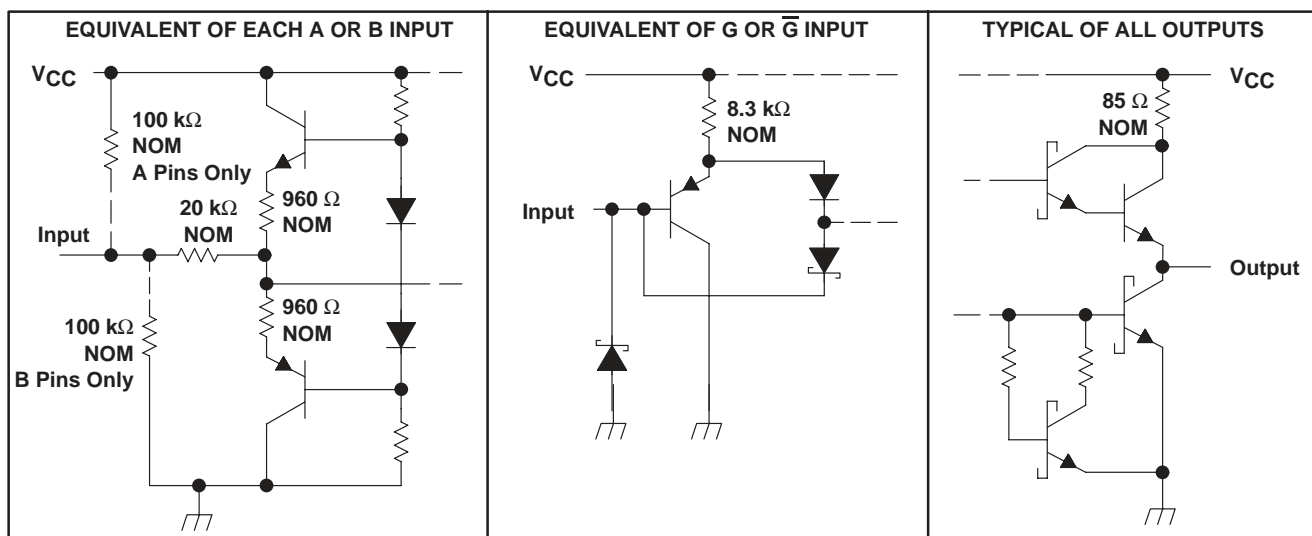 EQUIVALENT OF EACH A OR B INPUT
VCC
100 kΩ
NOM
A Pins Only
20 kΩ
NOM
960 Ω
NOM
Input
960 Ω
NOM
100 kΩ
NOM
B Pins Only
EQUIVALENT OF G OR G̅ INPUT
VCC
8.3 kΩ
NOM
Input
TYPICAL OF ALL OUTPUTS
VCC
85 Ω
NOM
Output